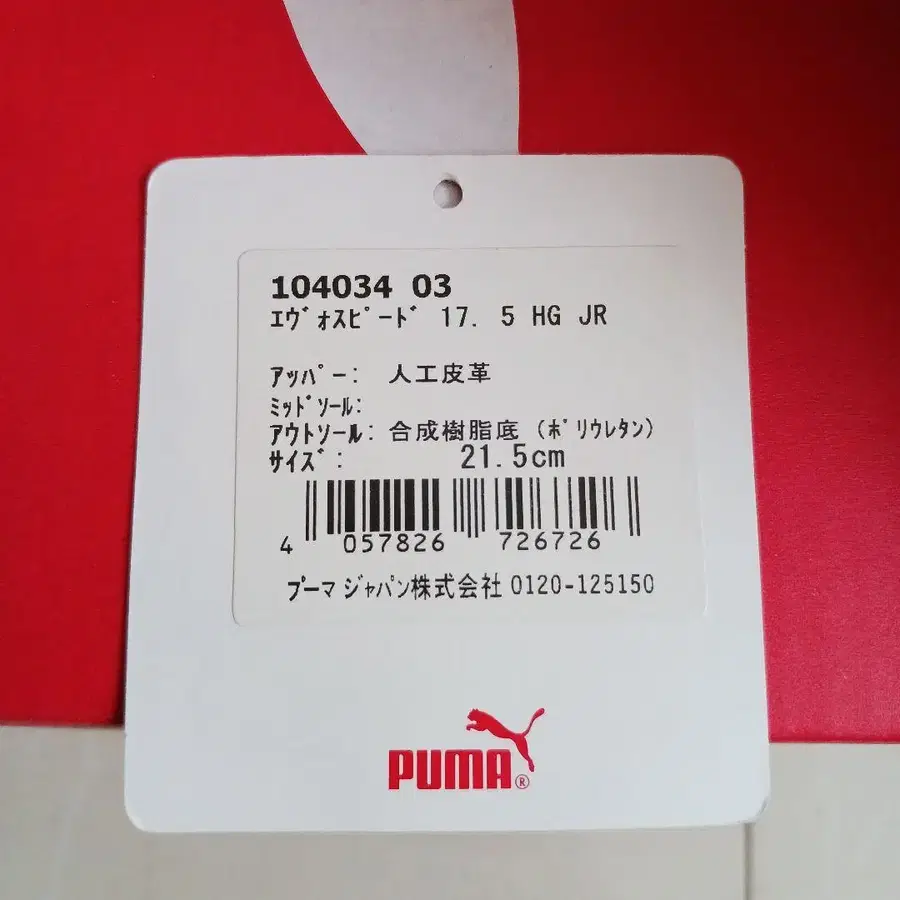 104034 03
ｴｳﾞｫｽﾋﾟｰﾄﾞ 17. 5 HG JR
ｱｯﾊﾟｰ: 人工皮革
ﾐｯﾄﾞｿｰﾙ:
ｱｳﾄｿｰﾙ: 合成樹脂底 (ﾎﾟﾘｳﾚﾀﾝ)
ｻｲｽﾞ: 21.5cm
4 057826 726726
ﾌﾟｰﾏ ｼﾞｬﾊﾟﾝ株式会社 0120-125150
PUMA®